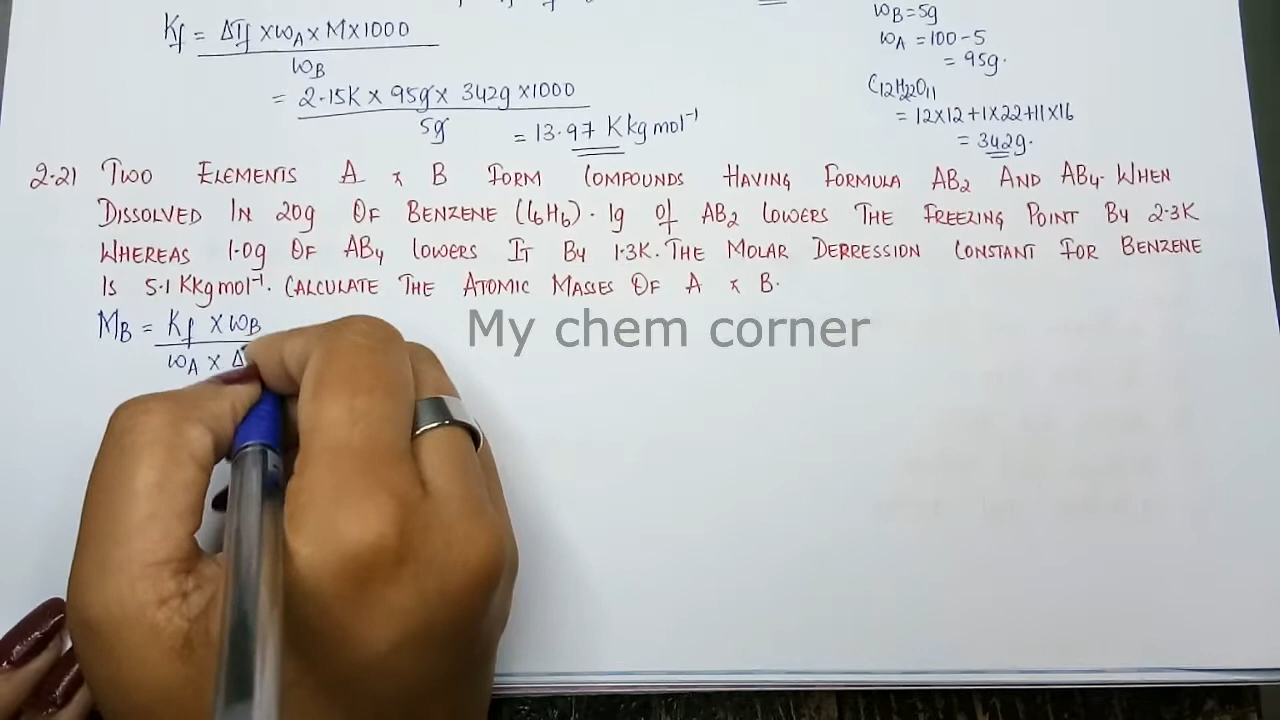 Kf = ΔTf × wA × M × 1000
wB
= 2.15K × 95g × 342g × 1000
5g
= 13.97 K kg mol⁻¹
wB = 5g
wA = 100 - 5
= 95g.
C12H22O11
= 12×12+1×22+11×16
= 342g.
2.21 TWO ELEMENTS A & B FORM COMPOUNDS HAVING FORMULA AB2 AND AB4. WHEN
DISSOLVED IN 20g OF BENZENE (C6H6). 1g Of AB2 LOWERS THE FREEZING POINT BY 2.3K
WHEREAS 1.0g OF AB4 LOWERS IT BY 1.3K. THE MOLAR DERRESSION CONSTANT FOR BENZENE
IS 5.1 KKg mol⁻¹. CALCULATE THE ATOMIC MASSES OF A & B.
MB = Kf × wB
wA × Δ
My chem corner